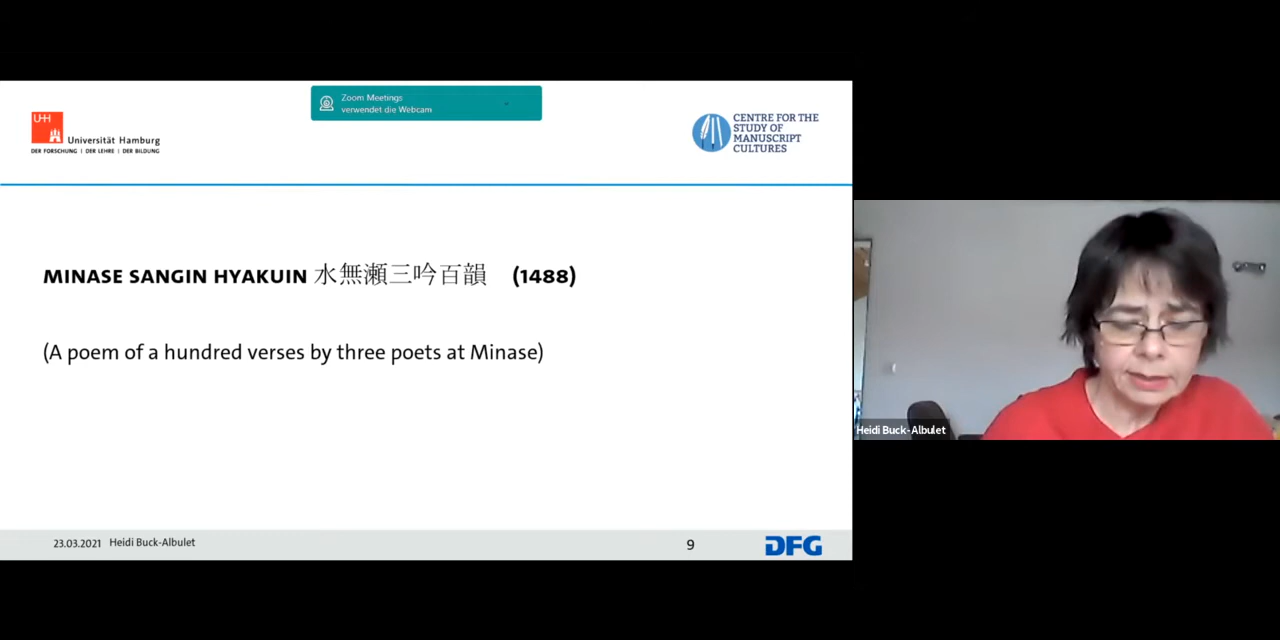 Zoom Meetings
verwendet die Webcam
UH
Universität Hamburg
DER FORSCHUNG | DER LEHRE | DER BILDUNG
CENTRE FOR THE
STUDY OF
MANUSCRIPT
CULTURES
MINASE SANGIN HYAKUIN 水無瀬三吟百韻 (1488)
(A poem of a hundred verses by three poets at Minase)
Heidi Buck-Albulet
23.03.2021 Heidi Buck-Albulet
9
DFG